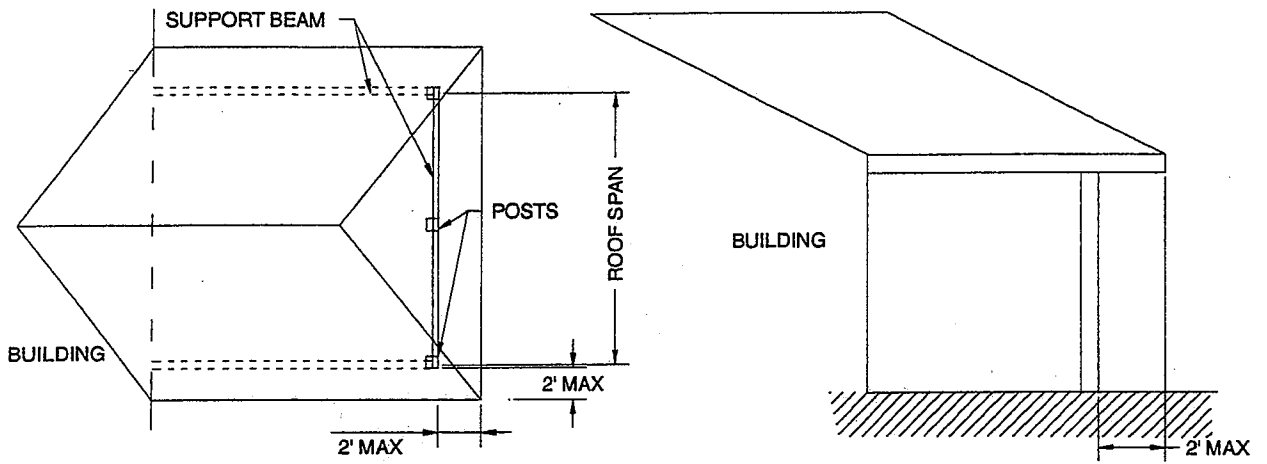 SUPPORT BEAM
POSTS
ROOF SPAN
BUILDING
2' MAX
2' MAX
BUILDING
2' MAX